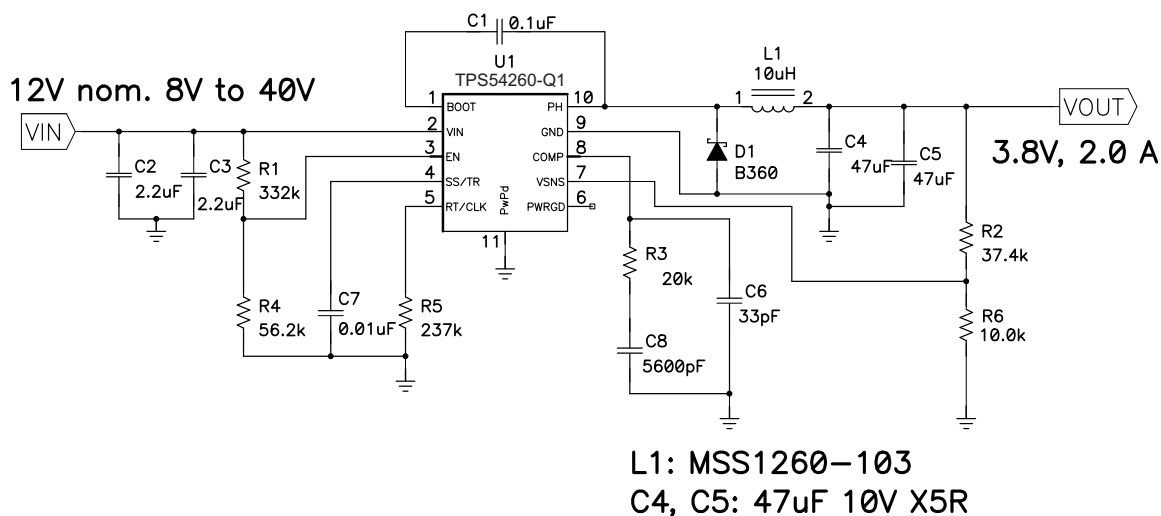 C1
0.1uF
U1
TPS54260-Q1
L1
10uH
12V nom. 8V to 40V
VIN
1 BOOT PH 10
2 VIN GND 9
3 EN COMP 8
4 SS/TR VSNS 7
5 RT/CLK PWRGD 6
PwPd
11
1 2
VOUT
3.8V, 2.0 A
C2
2.2uF
C3
2.2uF
R1
332k
D1
B360
C4
47uF
C5
47uF
R2
37.4k
R3
20k
R4
56.2k
C7
0.01uF
R5
237k
C6
33pF
C8
5600pF
R6
10.0k
L1: MSS1260-103
C4, C5: 47uF 10V X5R